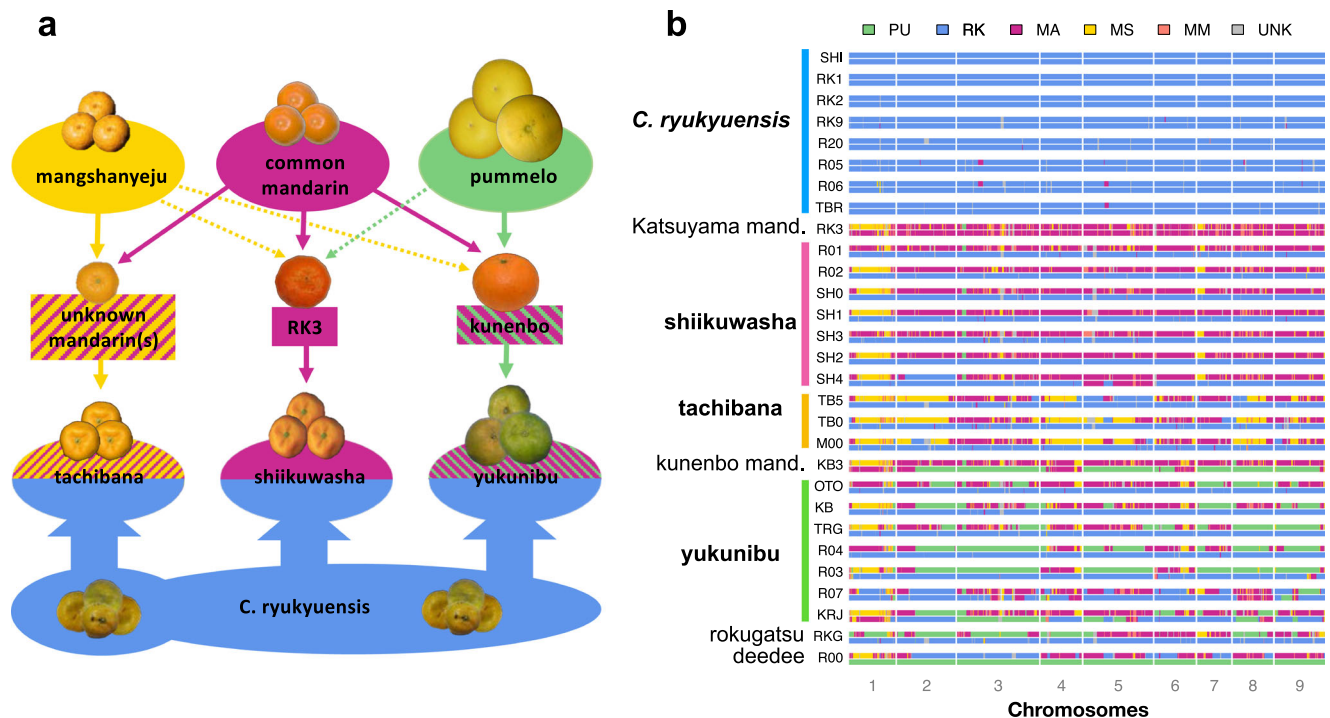 a
mangshanyeju
common
mandarin
pummelo
unknown
mandarin(s)
RK3
kunenbo
tachibana
shiikuwasha
yukunibu
C. ryukyuensis
b
PU RK MA MS MM UNK
C. ryukyuensis
SHI
RK1
RK2
RK9
R20
R05
R06
TBR
Katsuyama mand. RK3
shiikuwasha
R01
R02
SH0
SH1
SH3
SH2
SH4
tachibana
TB5
TB0
M00
kunenbo mand. KB3
yukunibu
OTO
KB
TRG
R04
R03
R07
KRJ
rokugatsu RKG
deedee R00
1 2 3 4 5 6 7 8 9
Chromosomes